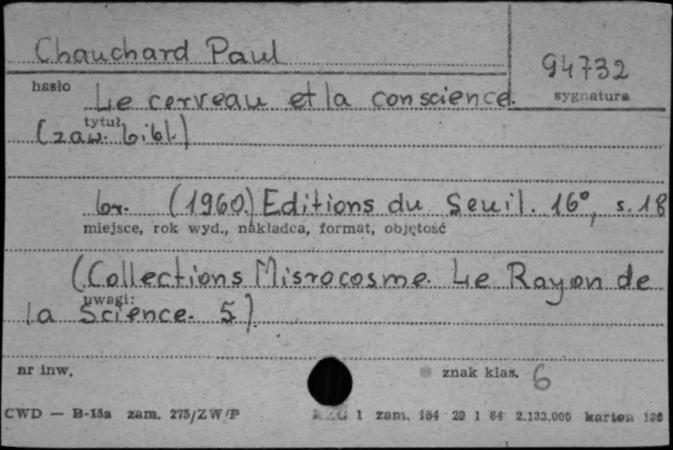 Chauchard Paul
94732
hasło
sygnatura
Le cerveau et la conscience.
tytuł
(zaw. bibl.)
br. (1960.) Editions du Seuil. 16°, s. 18
miejsce, rok wyd., nakładca, format, objętość
(Collections Misrocosme. Le Rayon de
uwagi:
la Science. 5).
nr inw.
znak klas. 6
CWD — B-15a zam. 275/ZW/P
1 zam. 184 29 1 64 2.133.000 karton